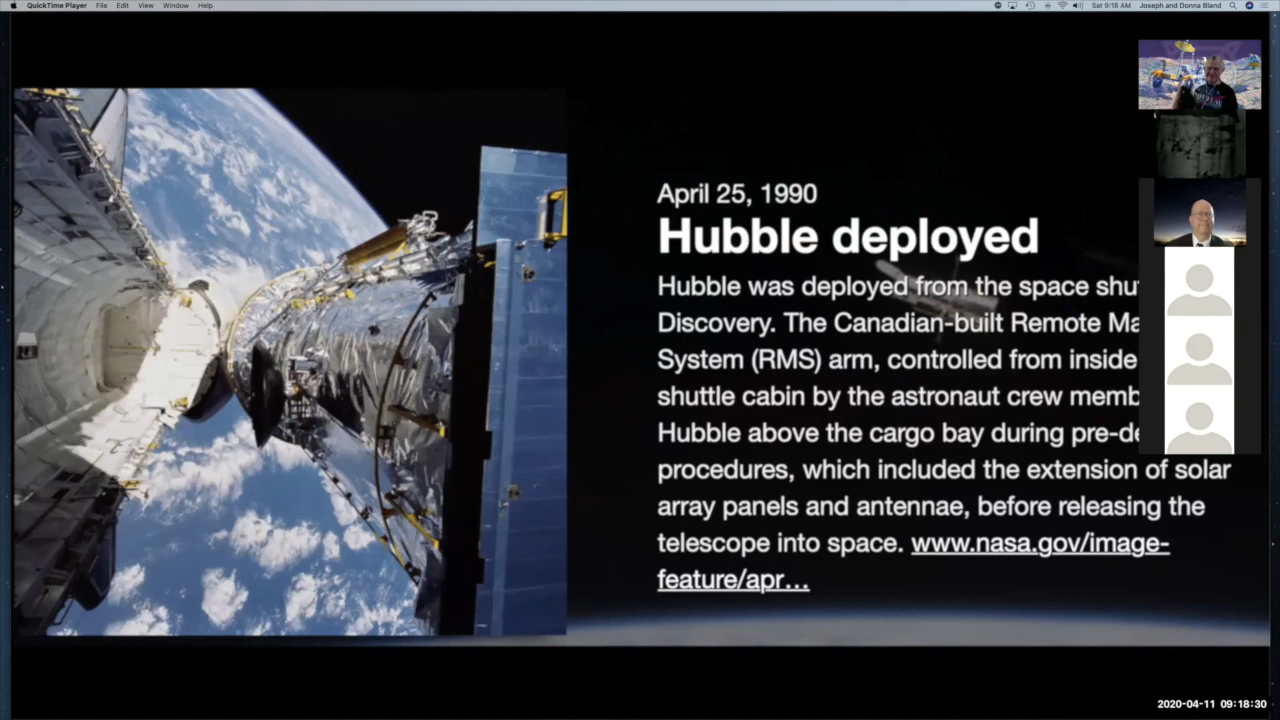 QuickTime Player File Edit View Window Help
Sat 9:18 AM Joseph and Donna Bland
April 25, 1990
Hubble deployed
Hubble was deployed from the space shu
Discovery. The Canadian-built Remote Ma
System (RMS) arm, controlled from inside
shuttle cabin by the astronaut crew memb
Hubble above the cargo bay during pre-de
procedures, which included the extension of solar
array panels and antennae, before releasing the
telescope into space. www.nasa.gov/image-
feature/apr...
2020-04-11 09:18:30